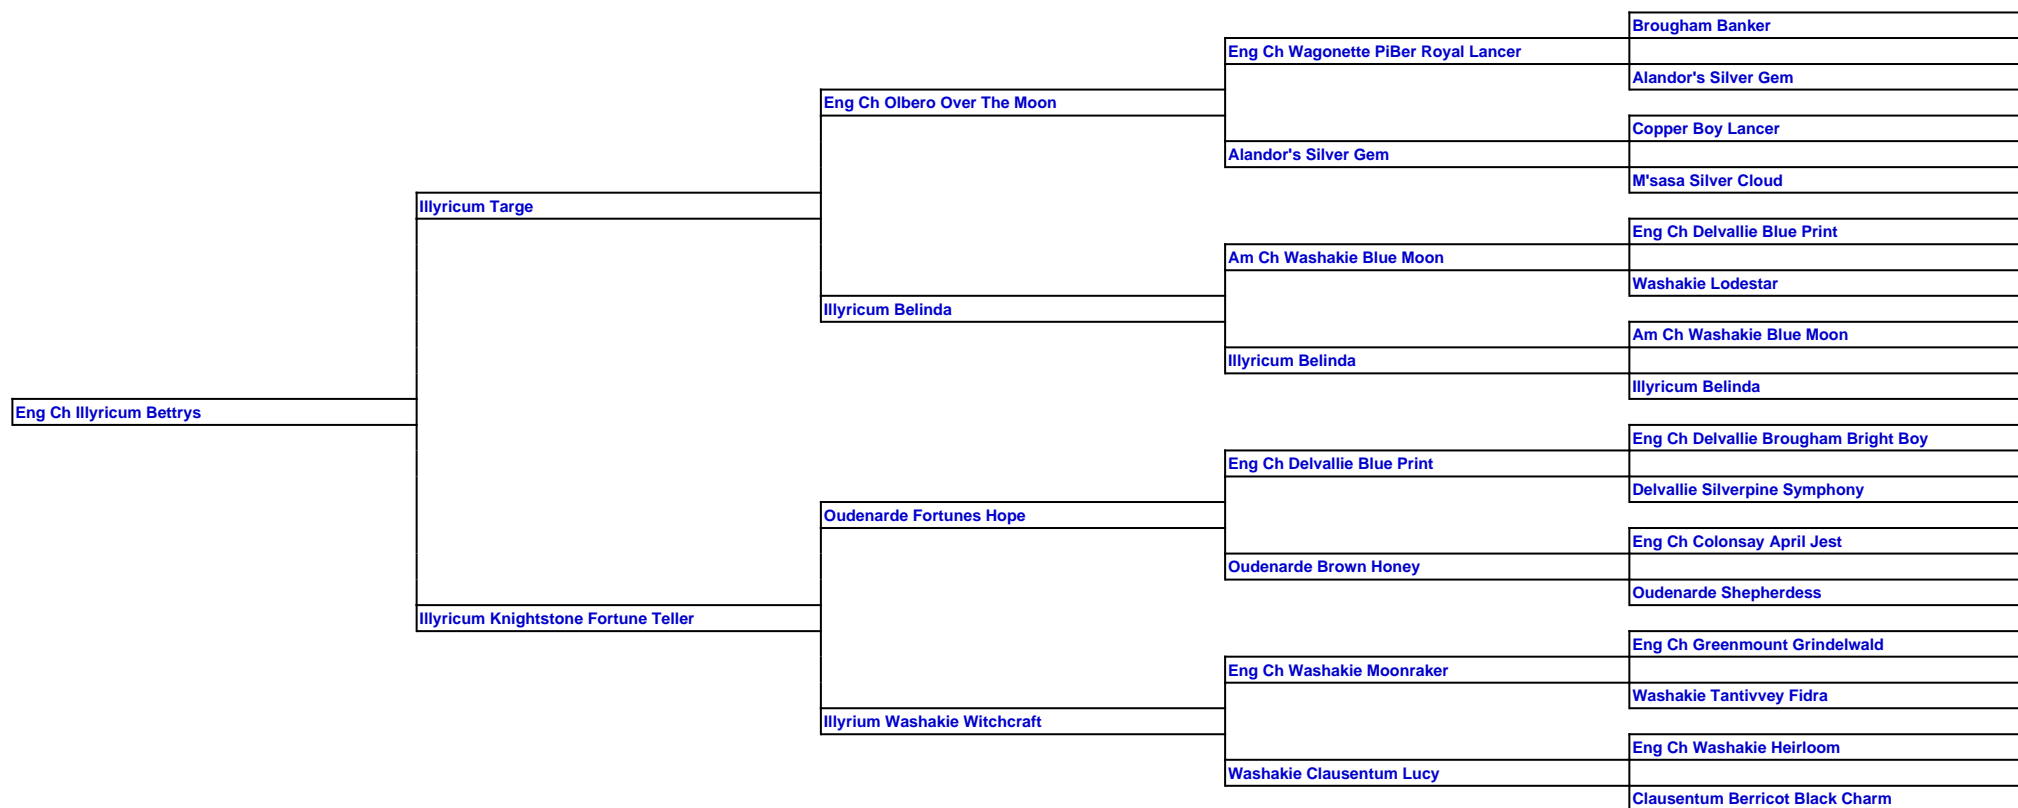 Brougham Banker
Eng Ch Wagonette PiBer Royal Lancer
Alandor's Silver Gem
Eng Ch Olbero Over The Moon
Copper Boy Lancer
Alandor's Silver Gem
M'sasa Silver Cloud
Illyricum Targe
Eng Ch Delvallie Blue Print
Am Ch Washakie Blue Moon
Washakie Lodestar
Illyricum Belinda
Am Ch Washakie Blue Moon
Illyricum Belinda
Illyricum Belinda
Eng Ch Illyricum Bettrys
Eng Ch Delvallie Brougham Bright Boy
Eng Ch Delvallie Blue Print
Delvallie Silverpine Symphony
Oudenarde Fortunes Hope
Eng Ch Colonsay April Jest
Oudenarde Brown Honey
Oudenarde Shepherdess
Illyricum Knightstone Fortune Teller
Eng Ch Greenmount Grindelwald
Eng Ch Washakie Moonraker
Washakie Tantivvey Fidra
Illyrium Washakie Witchcraft
Eng Ch Washakie Heirloom
Washakie Clausentum Lucy
Clausentum Berricot Black Charm